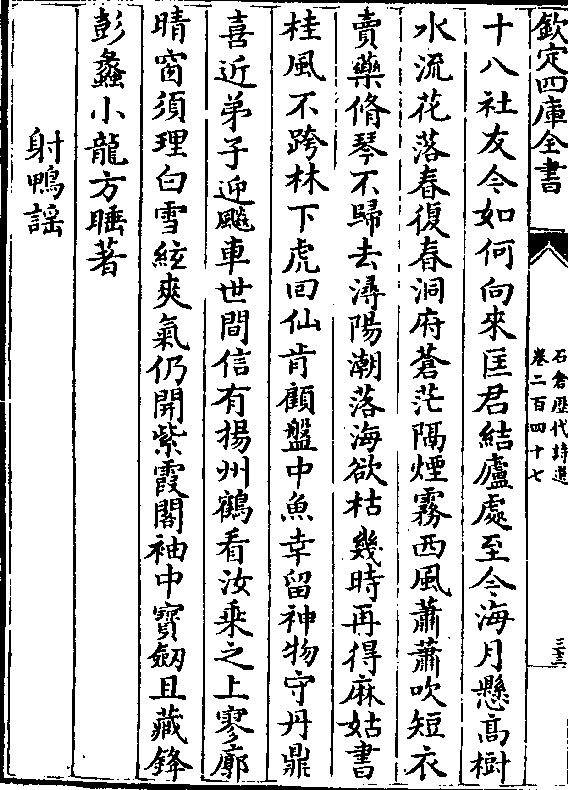 欽定四庫全書
石倉歷代詩選
卷二百四十七
三三
十八社友今如何向來匡君結廬處至今海月懸高樹
水流花落春復春洞府蒼茫隔煙霧西風蕭蕭吹短衣
賣藥脩琴不歸去潯陽潮落海欲枯幾時再得麻姑書
桂風不跨林下虎回仙肯顧盤中魚幸留神物守丹鼎
喜近弟子迎飈車世間信有揚州鶴看汝乘之上寥廓
晴窗須理白雪絃爽氣仍開紫霞閣袖中寳劒且藏鋒
彭蠡小龍方睡著
射鴨謡